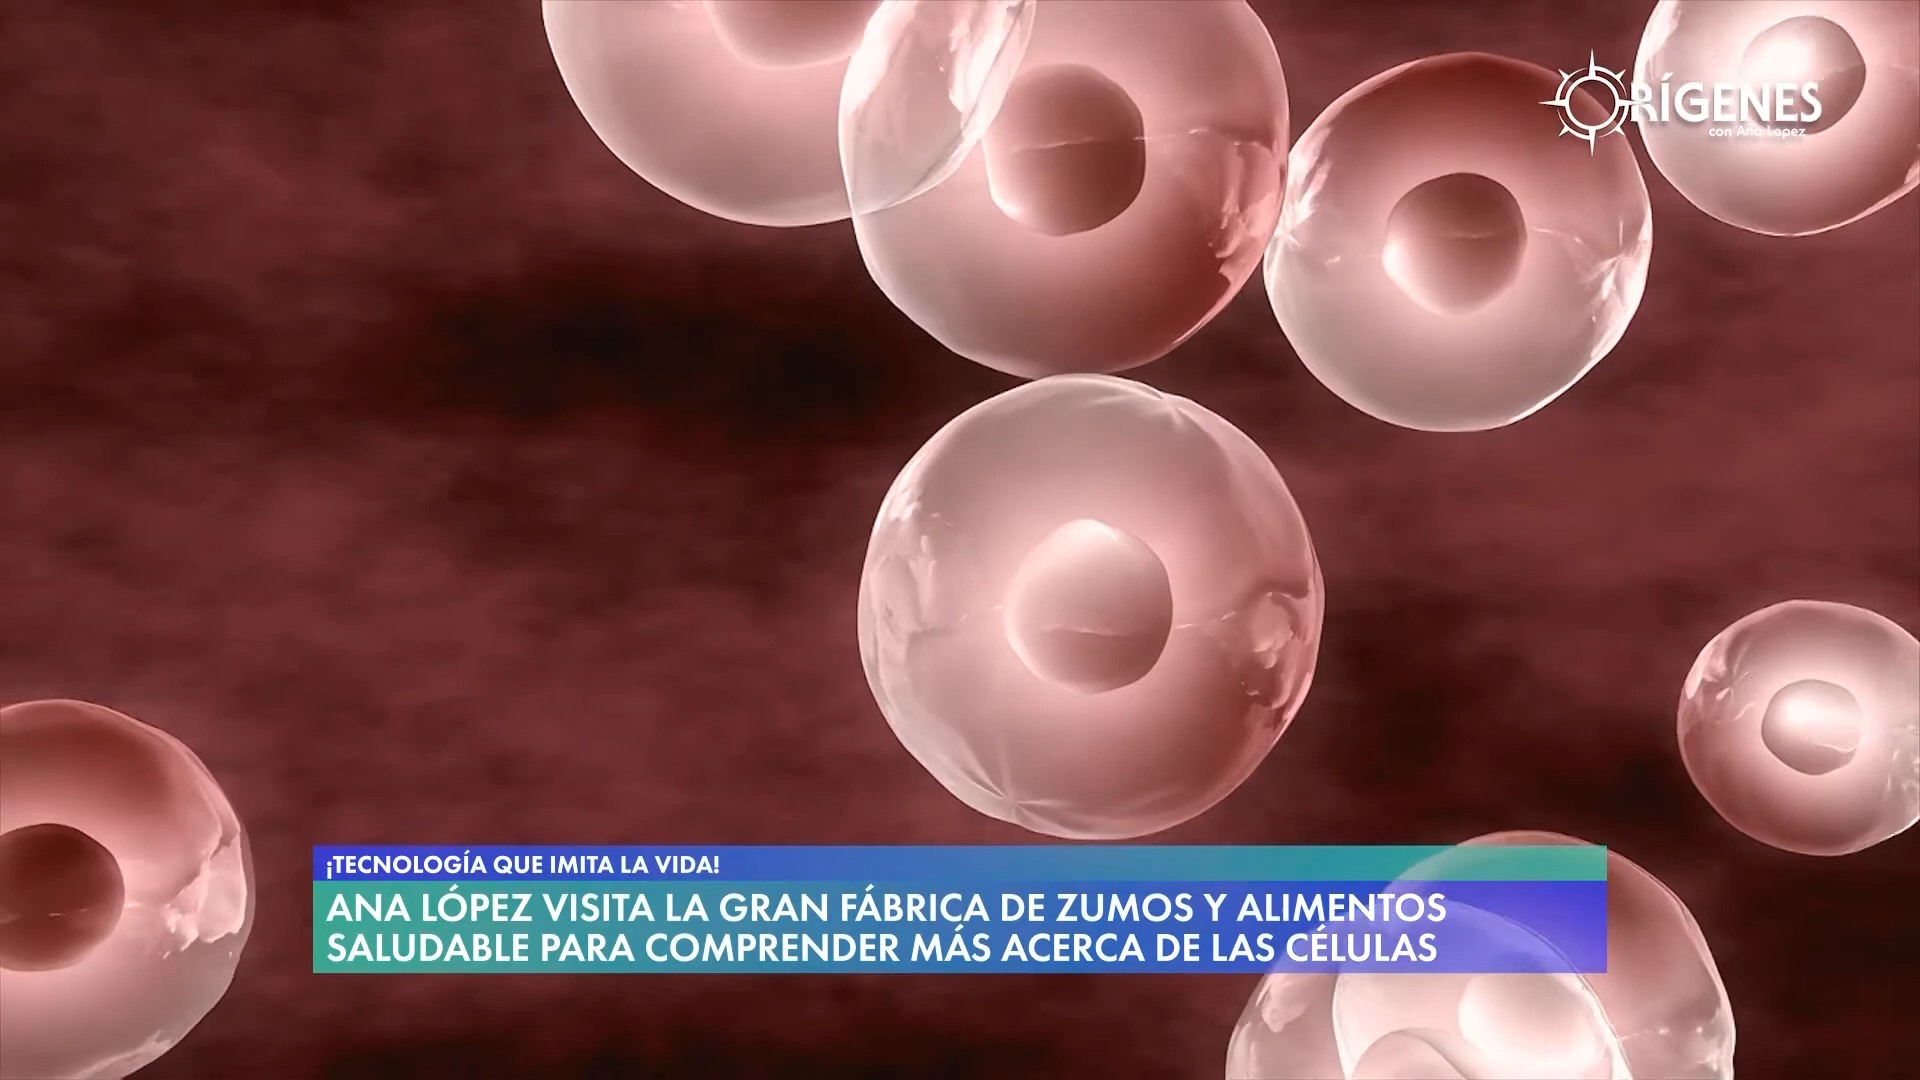 ORÍGENES
con Ana Lopez
¡TECNOLOGÍA QUE IMITA LA VIDA!
ANA LÓPEZ VISITA LA GRAN FÁBRICA DE ZUMOS Y ALIMENTOS
SALUDABLE PARA COMPRENDER MÁS ACERCA DE LAS CÉLULAS